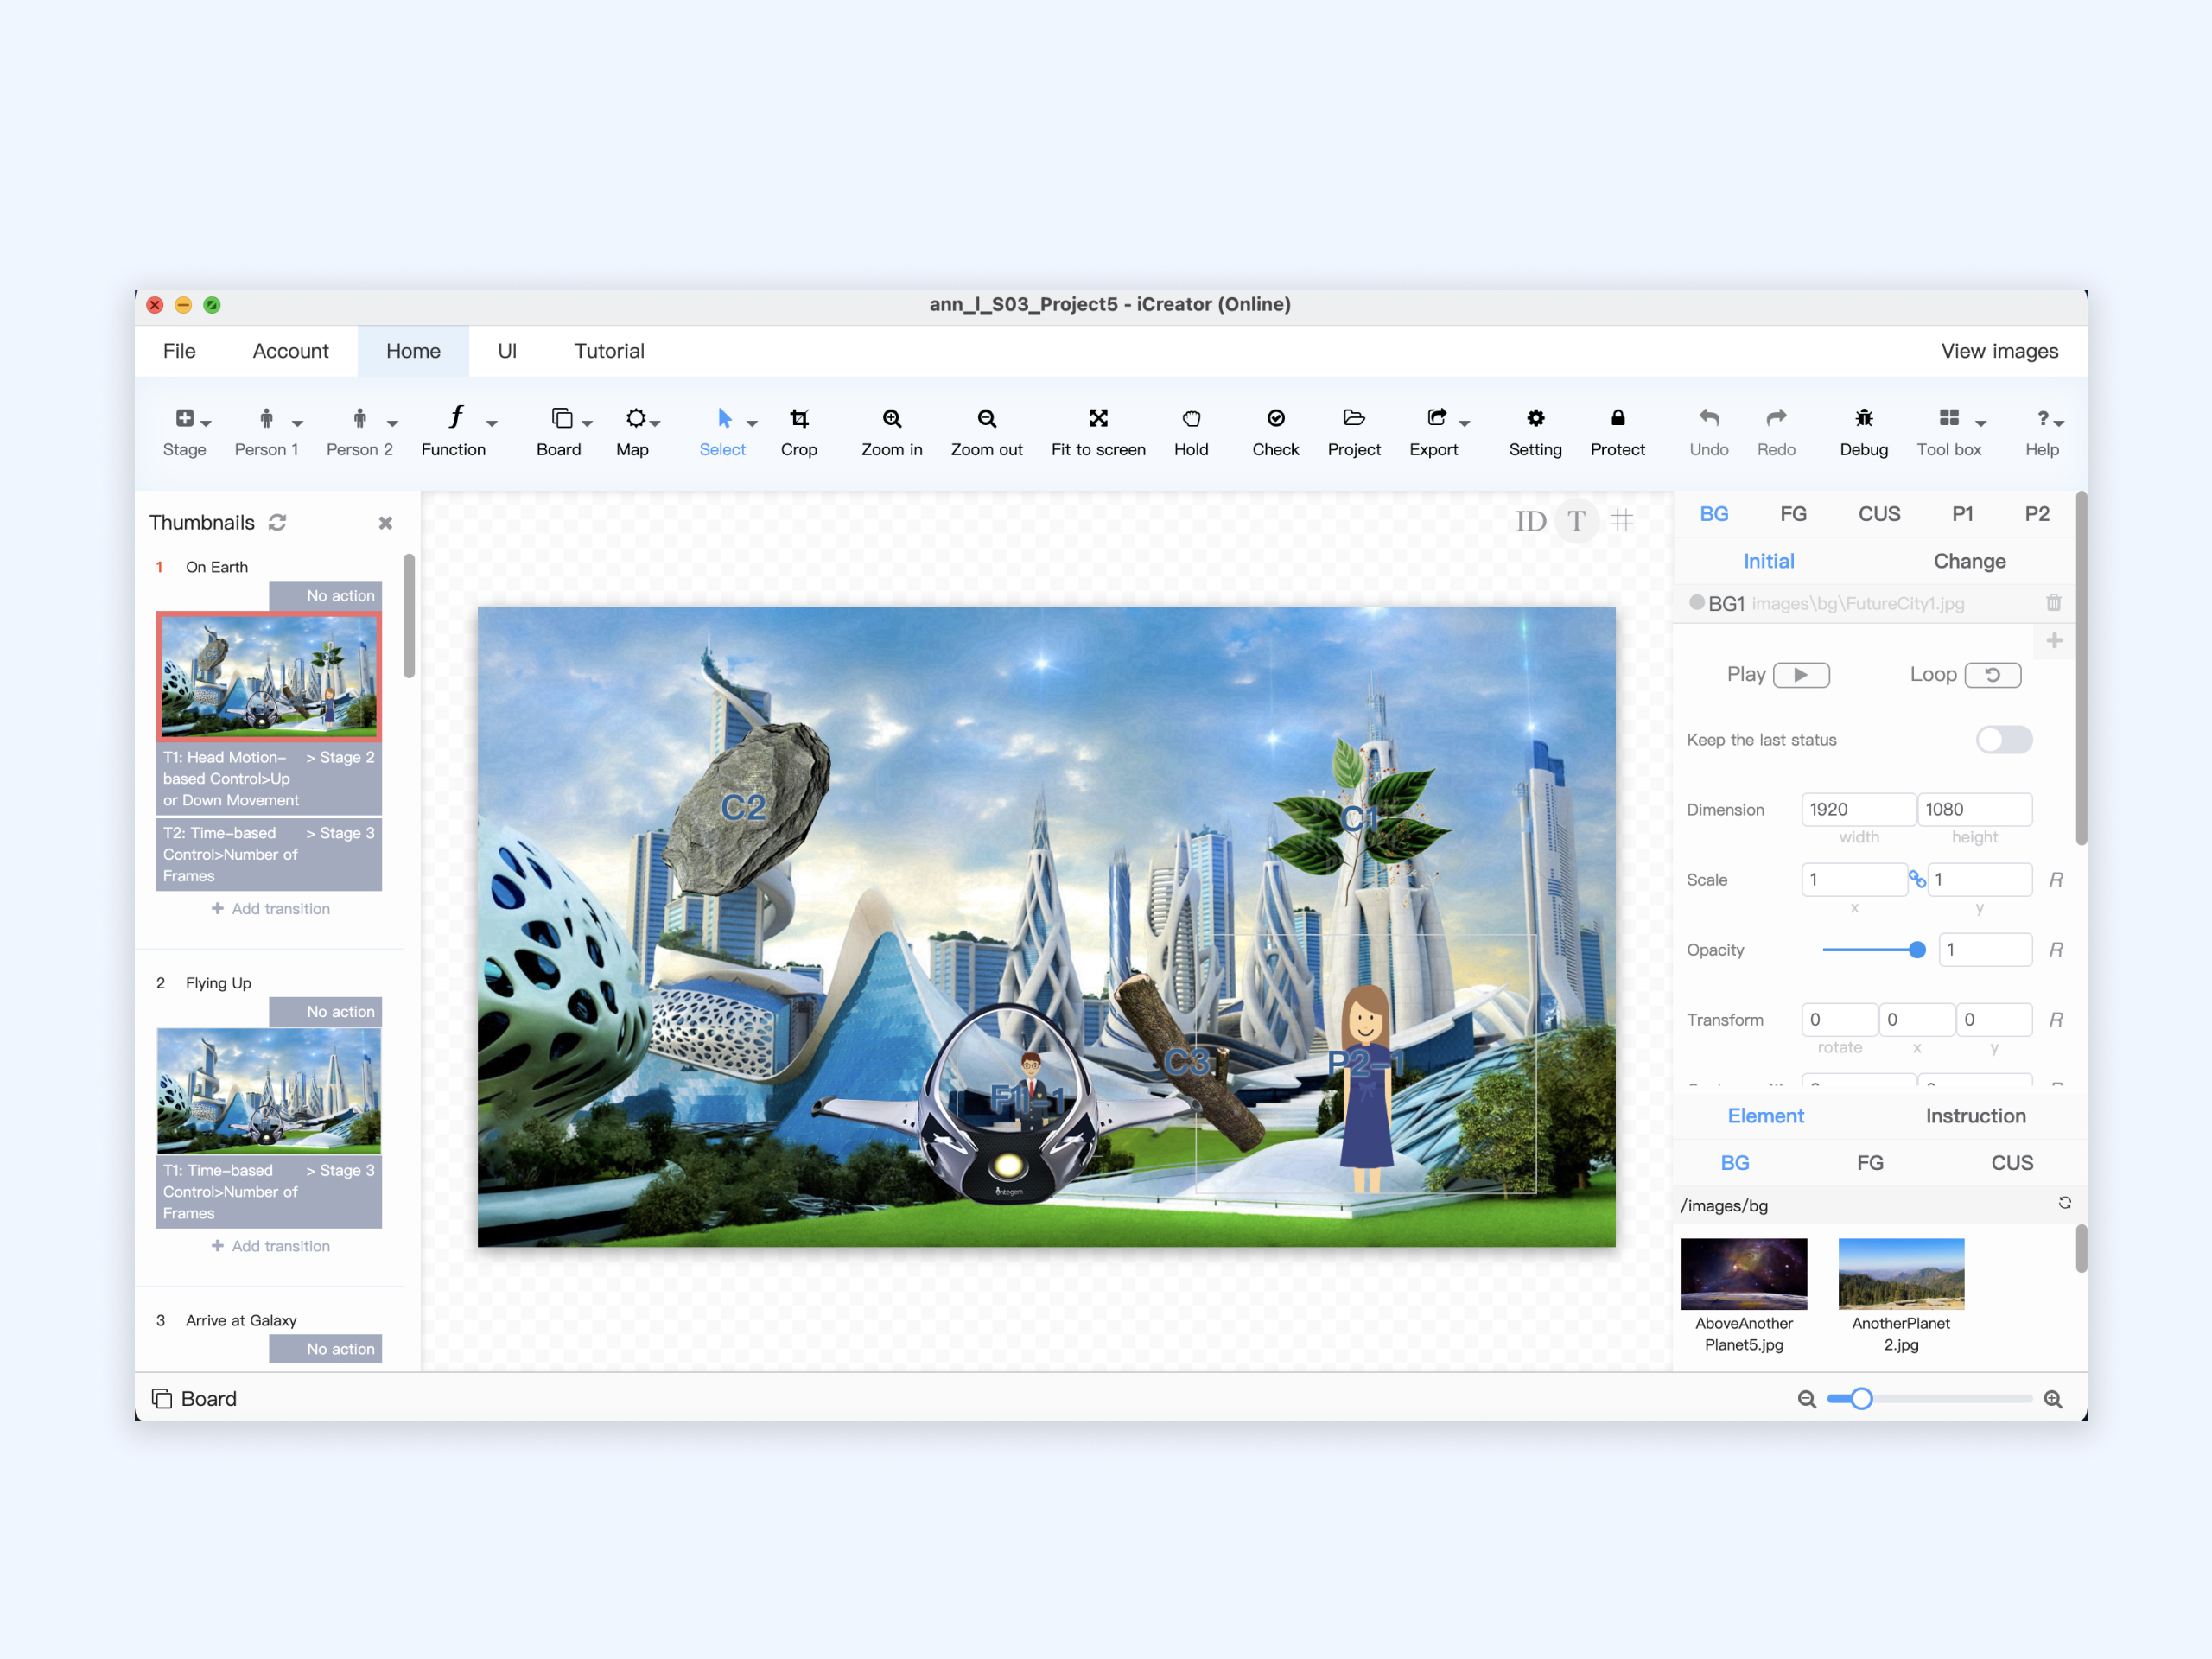 ann_l_S03_Project5 - iCreator (Online)
File Account Home UI Tutorial View images
Stage Person 1 Person 2 Function Board Map Select Crop Zoom in Zoom out Fit to screen Hold Check Project Export Setting Protect Undo Redo Debug Tool box Help
Thumbnails
1 On Earth
No action
T1: Head Motion- > Stage 2
based Control>Up
or Down Movement
T2: Time-based > Stage 3
Control>Number of
Frames
+ Add transition
2 Flying Up
No action
T1: Time-based > Stage 3
Control>Number of
Frames
+ Add transition
3 Arrive at Galaxy
No action
ID T #
C2
C1
C3
P2-1
F1-1
ontegem
BG FG CUS P1 P2
Initial Change
BG1 images\bg\FutureCity1.jpg
Play Loop
Keep the last status
Dimension 1920 1080
width height
Scale 1 1 R
x y
Opacity 1 R
Transform 0 0 0 R
rotate x y
Element Instruction
BG FG CUS
/images/bg
AboveAnother
Planet5.jpg
AnotherPlanet
2.jpg
Board